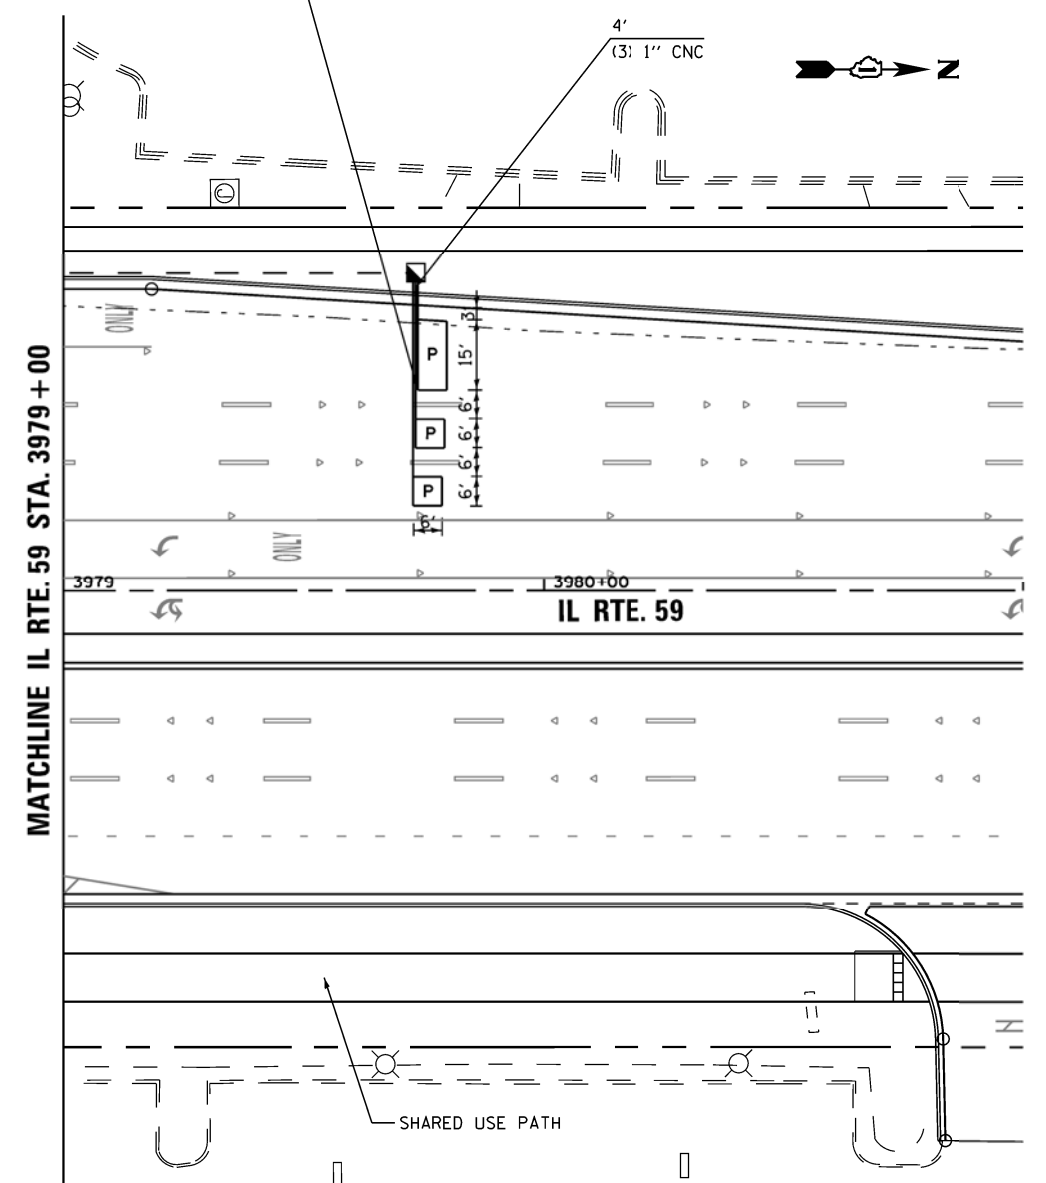 4'
(3) 1" CNC
N
C
ONLY
3'
15'
P
6'
6'
P
6'
6'
P
6'
ONLY
3979
3980+00
IL RTE. 59
MATCHLINE IL RTE. 59 STA. 3979+00
SHARED USE PATH